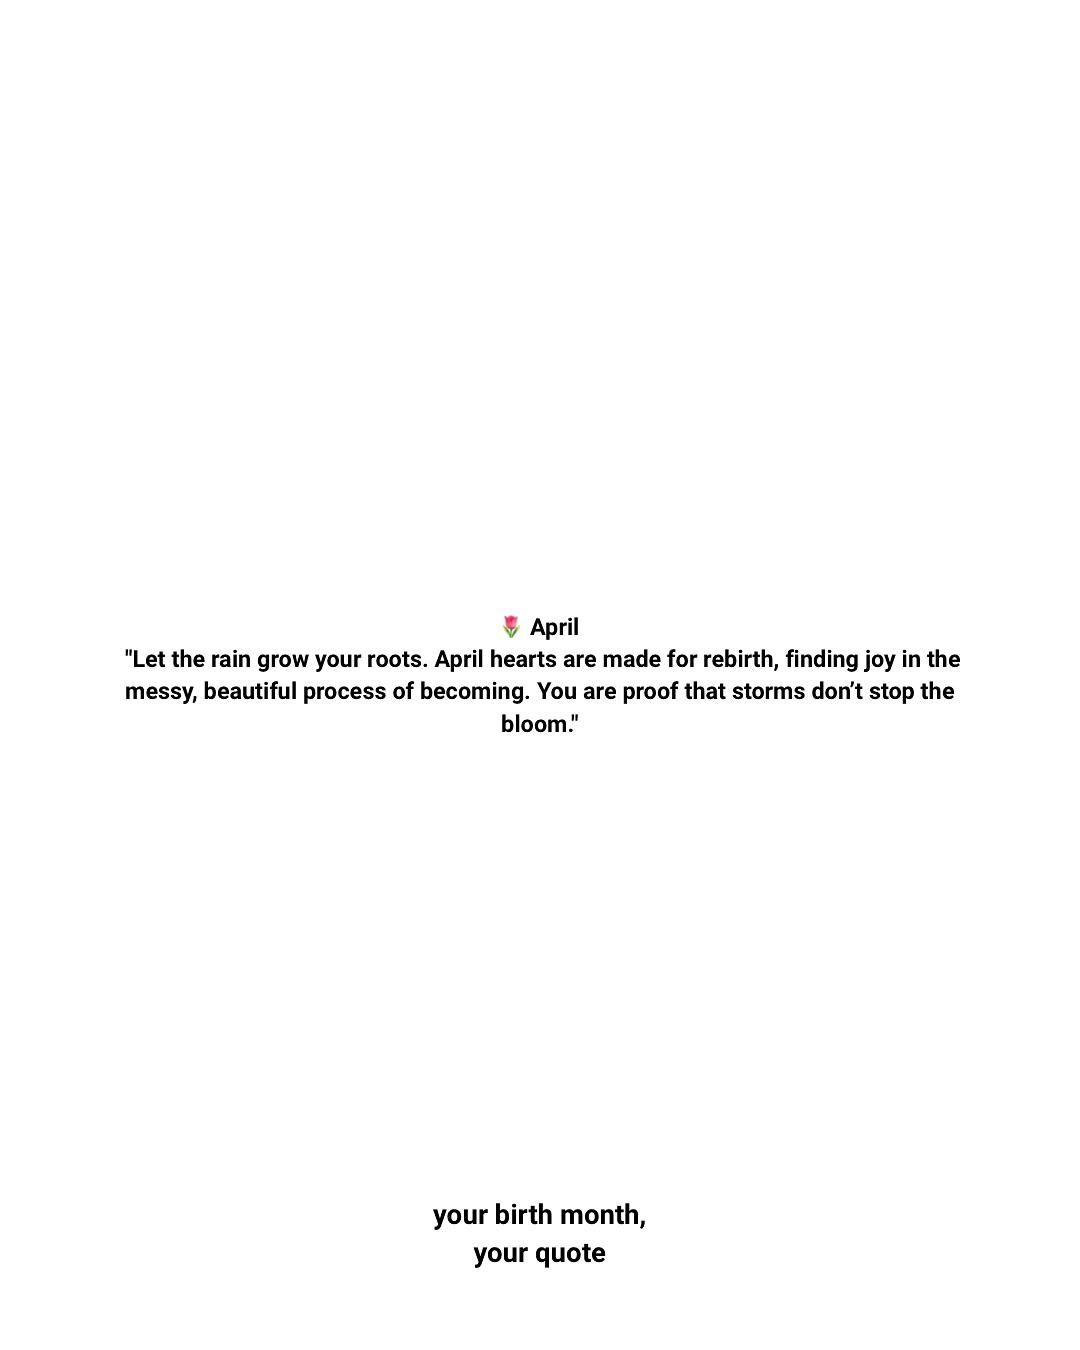 🌷 April
"Let the rain grow your roots. April hearts are made for rebirth, finding joy in the
messy, beautiful process of becoming. You are proof that storms don’t stop the
bloom."
your birth month,
your quote